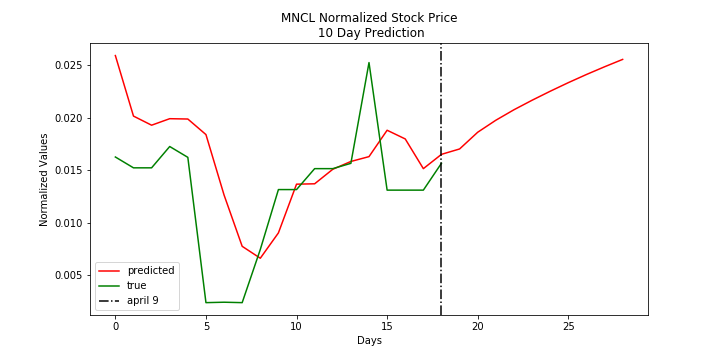 MNCL Normalized Stock Price
10 Day Prediction
Normalized Values
0.025
0.020
0.015
0.010
0.005
predicted
true
april 9
0 5 10 15 20 25
Days